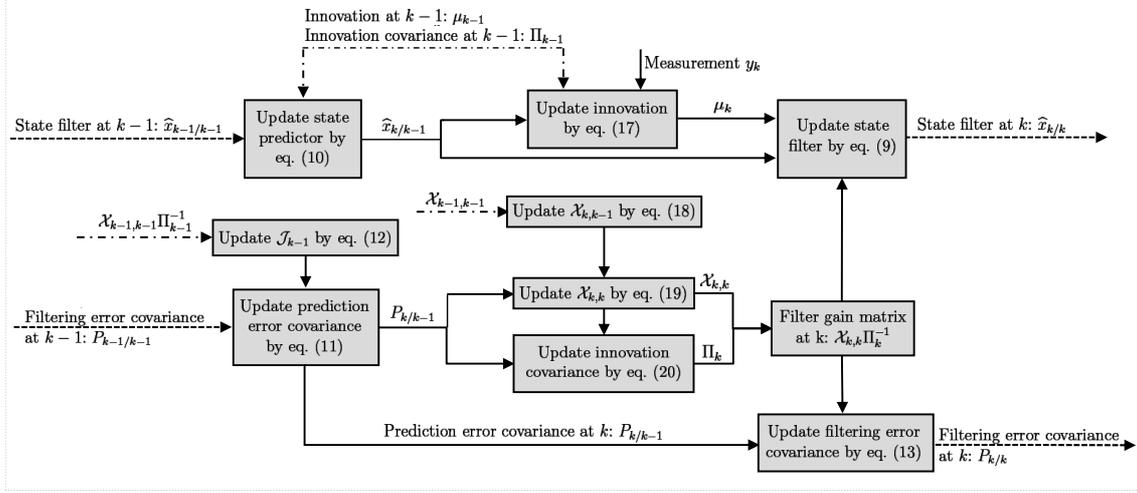 Innovation at k − 1: μ_{k−1}
Innovation covariance at k − 1: Π_{k−1}
Measurement y_k
State filter at k − 1: x̂_{k−1/k−1}
Update state
predictor by
eq. (10)
x̂_{k/k−1}
Update innovation
by eq. (17)
μ_k
Update state
filter by eq. (9)
State filter at k: x̂_{k/k}
𝒳_{k−1,k−1}Π_{k−1}^{−1}
Update 𝒥_{k−1} by eq. (12)
𝒳_{k−1,k−1}
Update 𝒳_{k,k−1} by eq. (18)
Filtering error covariance
at k − 1: P_{k−1/k−1}
Update prediction
error covariance
by eq. (11)
P_{k/k−1}
Update 𝒳_{k,k} by eq. (19)
𝒳_{k,k}
Update innovation
covariance by eq. (20)
Π_k
Filter gain matrix
at k: 𝒳_{k,k}Π_k^{−1}
Prediction error covariance at k: P_{k/k−1}
Update filtering error
covariance by eq. (13)
Filtering error covariance
at k: P_{k/k}